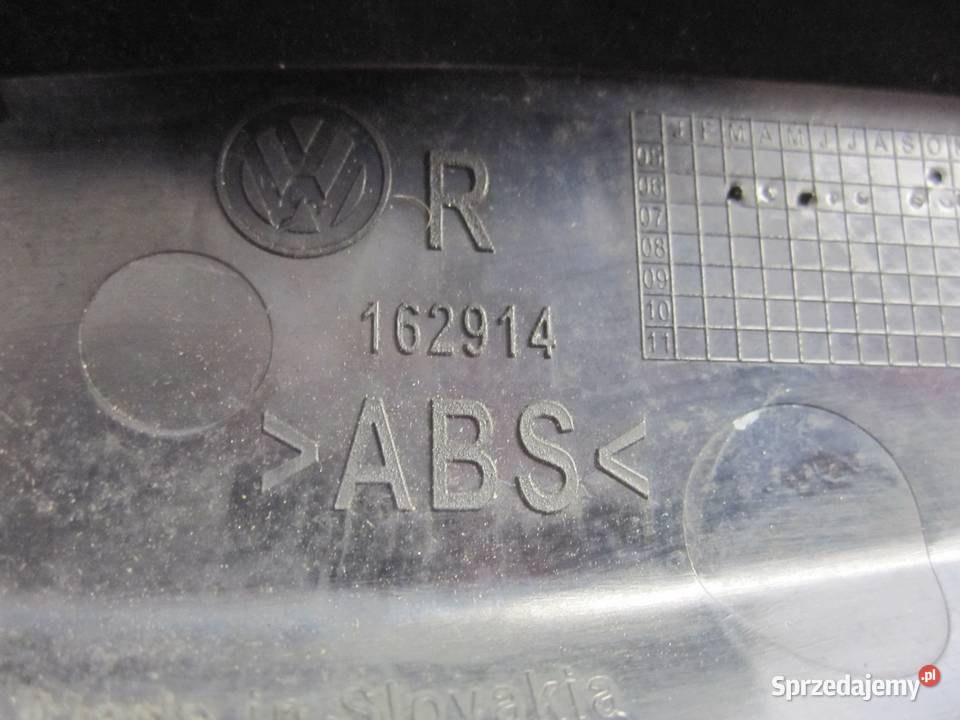 R
162914
>ABS<
J F M A M J J A S O
05
06
07
08
09
10
11
Made in Slovakia
Sprzedajemy.pl